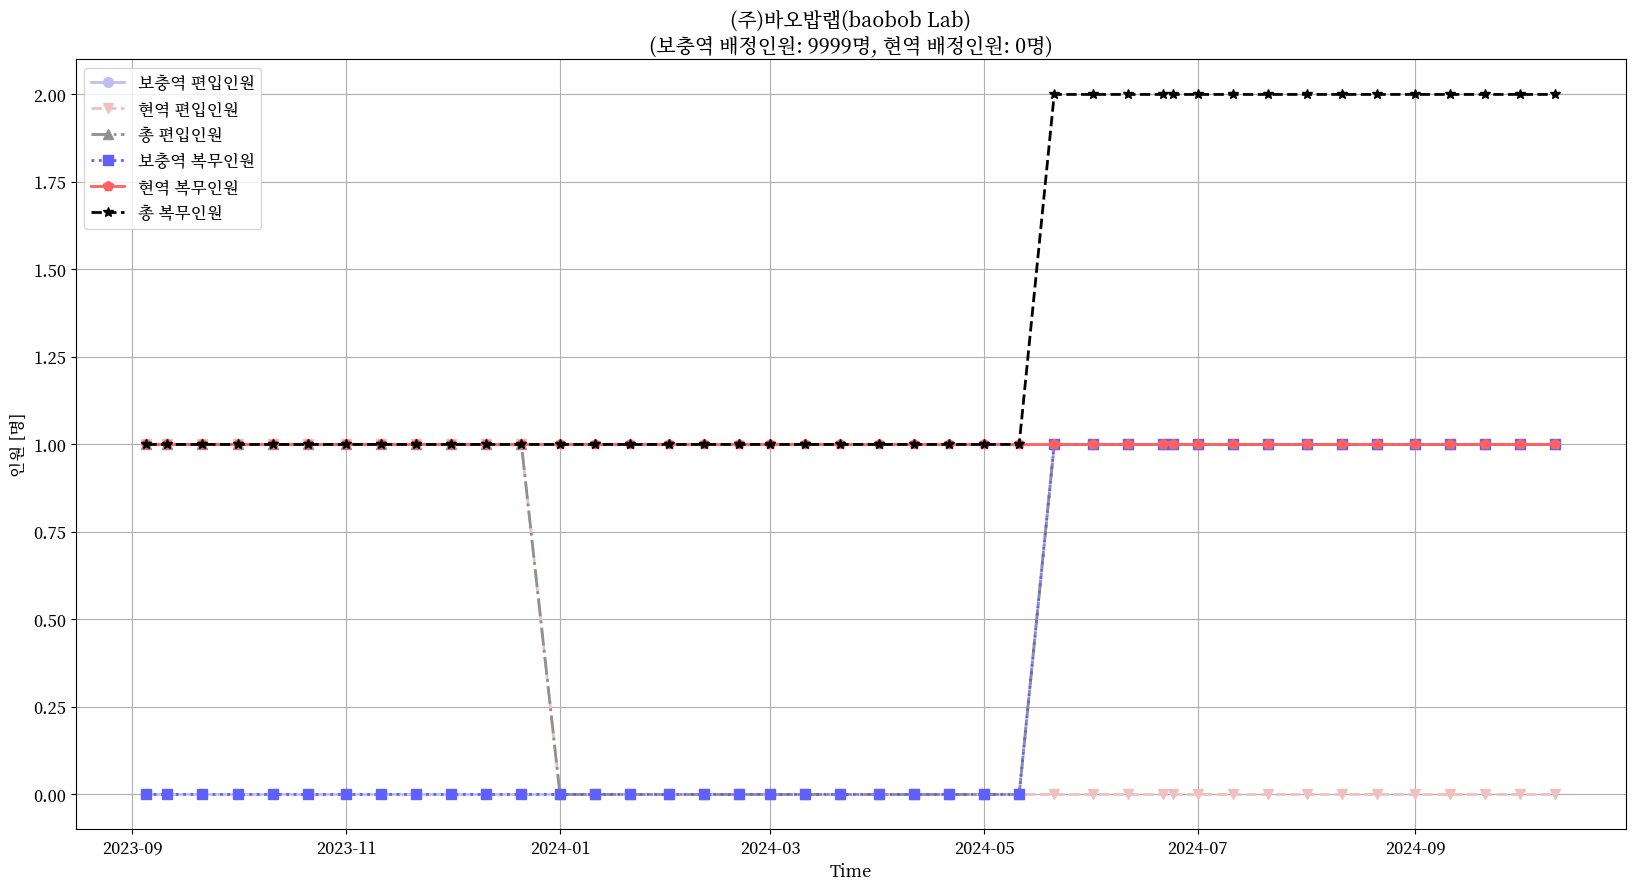 (주)바오밥랩(baobob Lab)
(보충역 배정인원: 9999명, 현역 배정인원: 0명)
보충역 편입인원
현역 편입인원
총 편입인원
보충역 복무인원
현역 복무인원
총 복무인원
인원 [명]
2.00
1.75
1.50
1.25
1.00
0.75
0.50
0.25
0.00
2023-09 2023-11 2024-01 2024-03 2024-05 2024-07 2024-09
Time